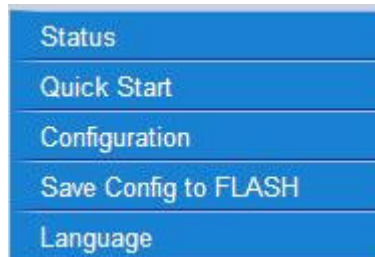 Status
Quick Start
Configuration
Save Config to FLASH
Language